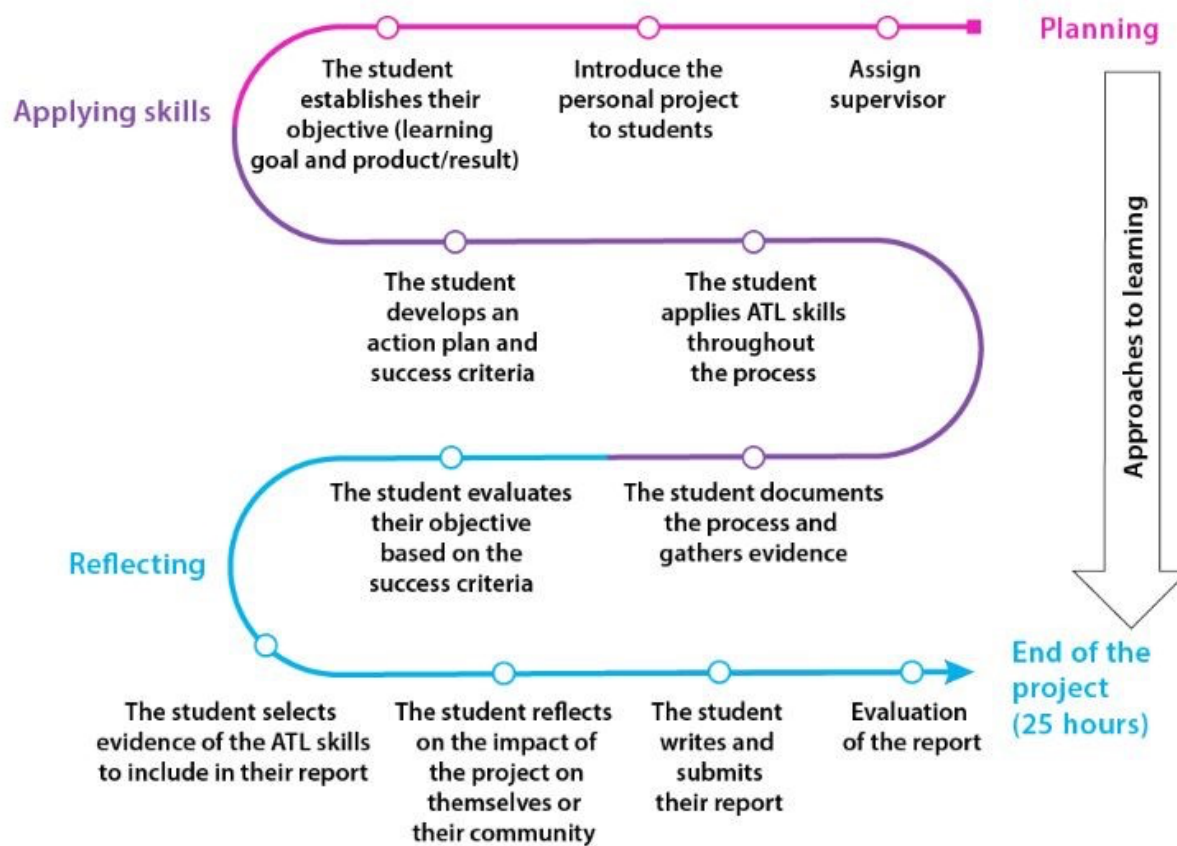 Planning
Assign
supervisor
Introduce the
personal project
to students
The student
establishes their
objective (learning
goal and product/result)
Applying skills
The student
develops an
action plan and
success criteria
The student
applies ATL skills
throughout
the process
The student documents
the process and
gathers evidence
The student evaluates
their objective
based on the
success criteria
Reflecting
The student selects
evidence of the ATL skills
to include in their report
The student reflects
on the impact of
the project on
themselves or
their community
The student
writes and
submits
their report
Evaluation
of the report
End of the
project
(25 hours)
Approaches to learning